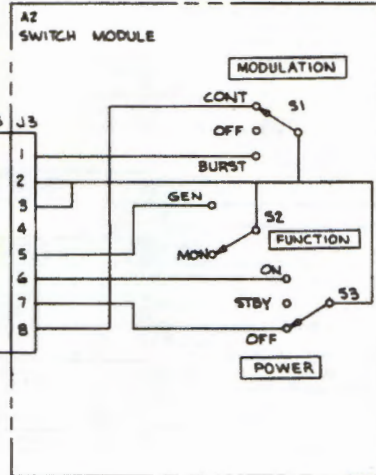 A2
SWITCH MODULE
MODULATION
J3
CONT
S1
OFF
1
BURST
2
3
GEN
4
S2
FUNCTION
5
MON
6
ON
7
STBY
S3
8
OFF
POWER